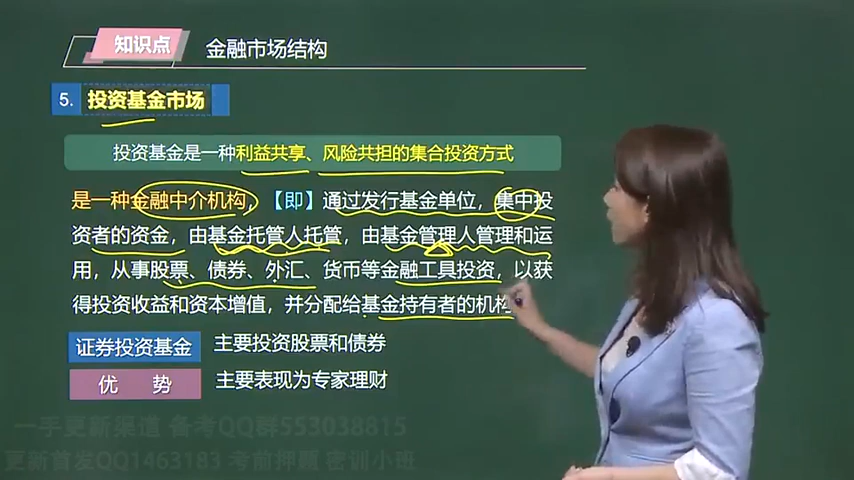 知识点 金融市场结构
5. 投资基金市场
投资基金是一种利益共享、风险共担的集合投资方式
是一种金融中介机构,【即】通过发行基金单位，集中投
资者的资金，由基金托管人托管，由基金管理人管理和运
用，从事股票、债券、外汇、货币等金融工具投资，以获
得投资收益和资本增值，并分配给基金持有者的机构
证券投资基金 主要投资股票和债券
优 势 主要表现为专家理财
一手更新渠道 备考QQ群553038815
更新首发QQ1463183 考前押题 密训小班